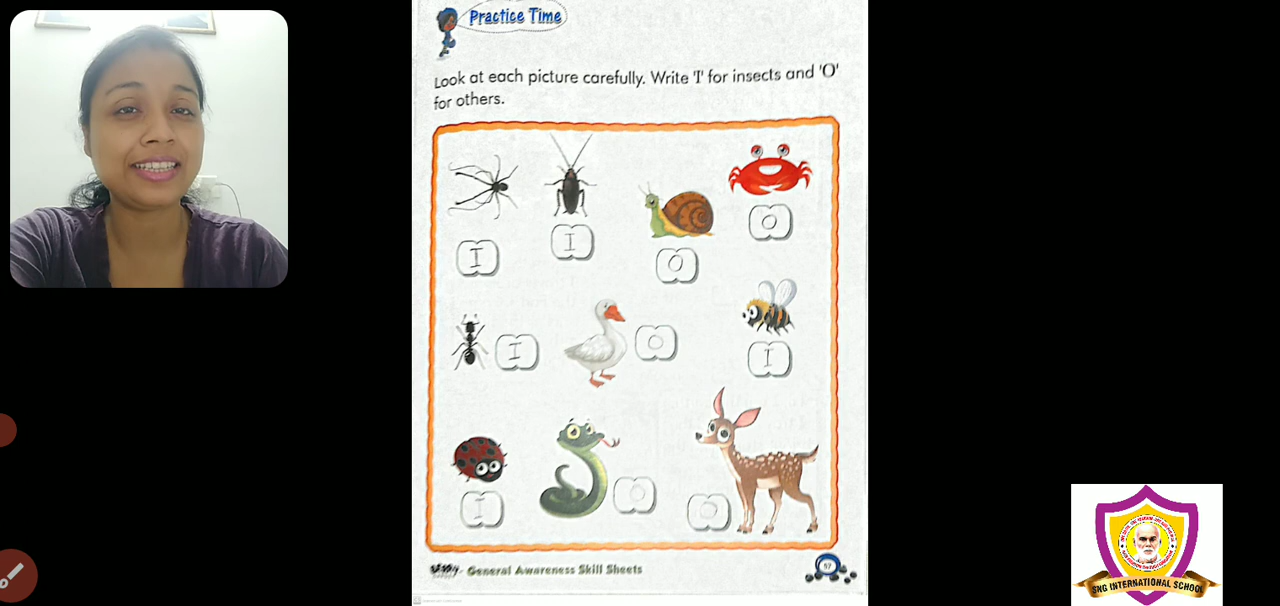 Practice Time
Look at each picture carefully. Write 'I' for insects and 'O'
for others.
I
I
O
O
I
O
I
I
O
O
General Awareness Skill Sheets
57
SNG INTERNATIONAL SCHOOL